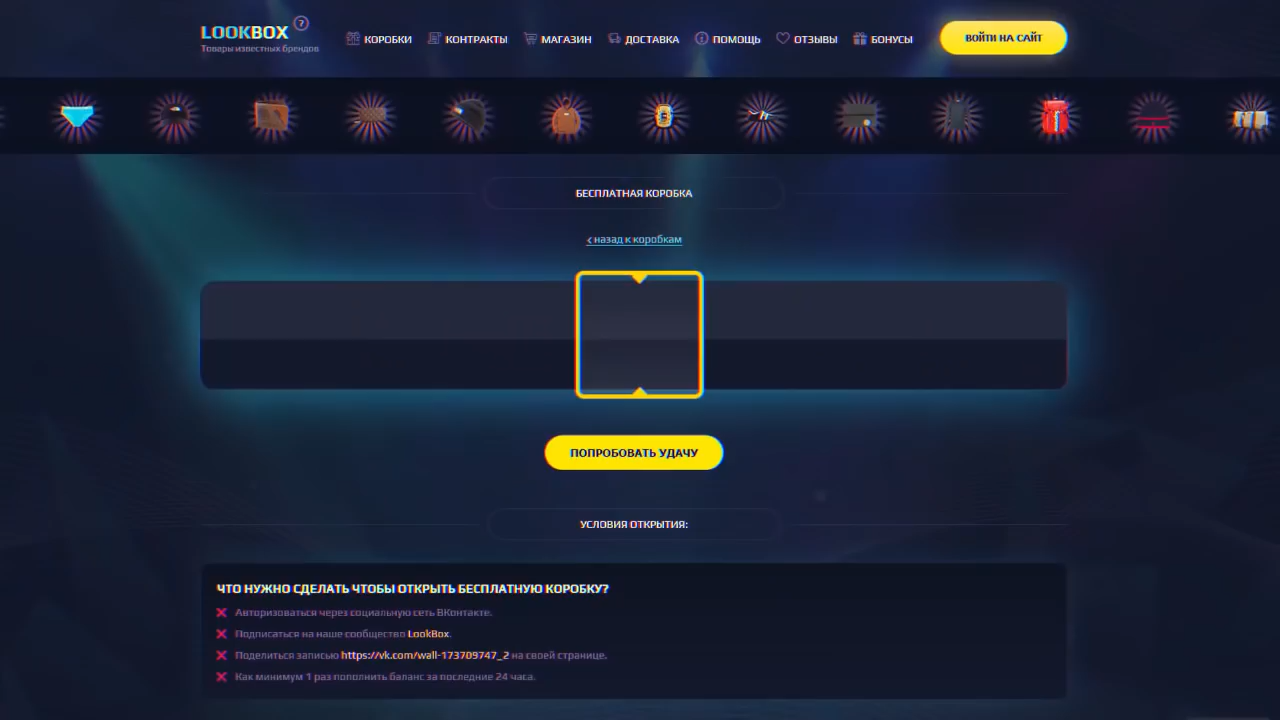 LOOKBOX ?
Товары известных брендов
КОРОБКИ КОНТРАКТЫ МАГАЗИН ДОСТАВКА ПОМОЩЬ ОТЗЫВЫ БОНУСЫ ВОЙТИ НА САЙТ
БЕСПЛАТНАЯ КОРОБКА
< назад к коробкам
ПОПРОБОВАТЬ УДАЧУ
УСЛОВИЯ ОТКРЫТИЯ:
ЧТО НУЖНО СДЕЛАТЬ ЧТОБЫ ОТКРЫТЬ БЕСПЛАТНУЮ КОРОБКУ?
Авторизоваться через социальную сеть ВКонтакте.
Подписаться на наше сообщество LookBox.
Поделиться записью https://vk.com/wall-173709747_2 на своей странице.
Как минимум 1 раз пополнить баланс за последние 24 часа.